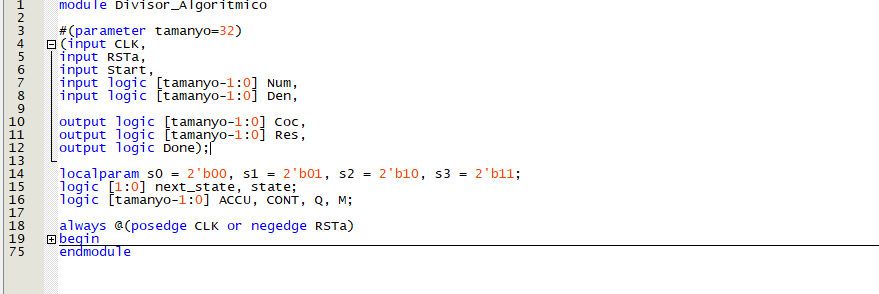 1 module Divisor_Algoritmico
2
3 #(parameter tamanyo=32)
4 (input CLK,
5 input RSTa,
6 input Start,
7 input logic [tamanyo-1:0] Num,
8 input logic [tamanyo-1:0] Den,
9
10 output logic [tamanyo-1:0] Coc,
11 output logic [tamanyo-1:0] Res,
12 output logic Done);
13
14 localparam s0 = 2'b00, s1 = 2'b01, s2 = 2'b10, s3 = 2'b11;
15 logic [1:0] next_state, state;
16 logic [tamanyo-1:0] ACCU, CONT, Q, M;
17
18 always @(posedge CLK or negedge RSTa)
19 begin
75 endmodule